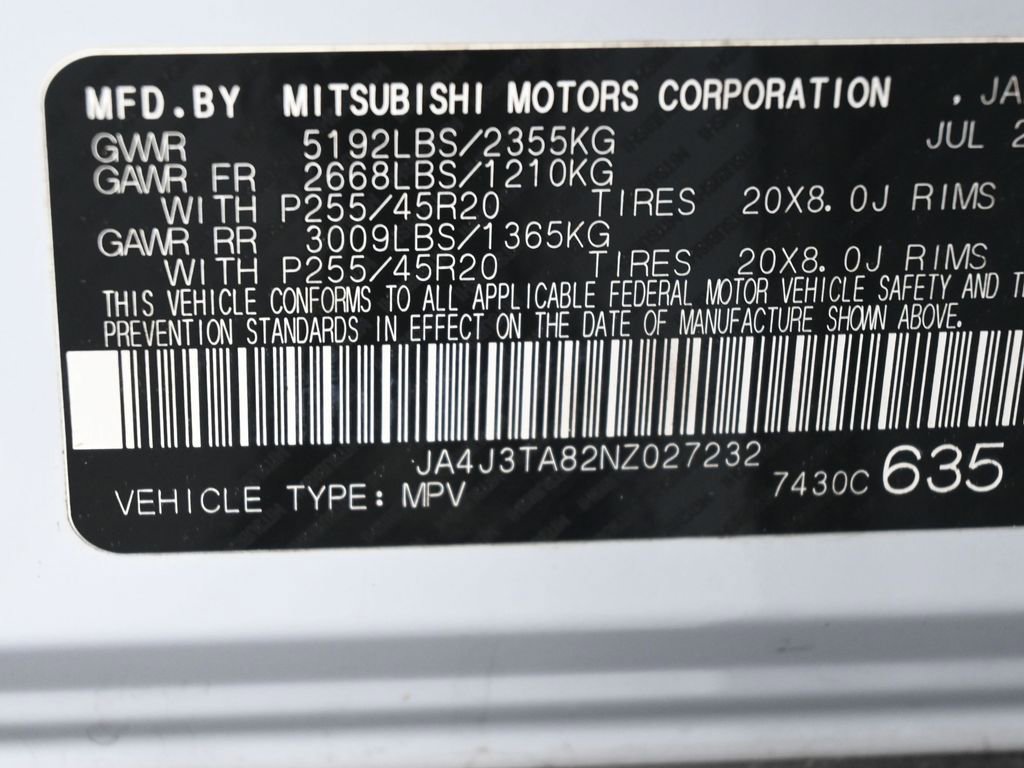 MFD.BY MITSUBISHI MOTORS CORPORATION , JA
GVWR 5192LBS/2355KG JUL 2
GAWR FR 2668LBS/1210KG
WITH P255/45R20 TIRES 20X8.0J RIMS
GAWR RR 3009LBS/1365KG
WITH P255/45R20 TIRES 20X8.0J RIMS
THIS VEHICLE CONFORMS TO ALL APPLICABLE FEDERAL MOTOR VEHICLE SAFETY AND
PREVENTION STANDARDS IN EFFECT ON THE DATE OF MANUFACTURE SHOWN ABOVE.
JA4J3TA82NZ027232
VEHICLE TYPE: MPV 7430C 635